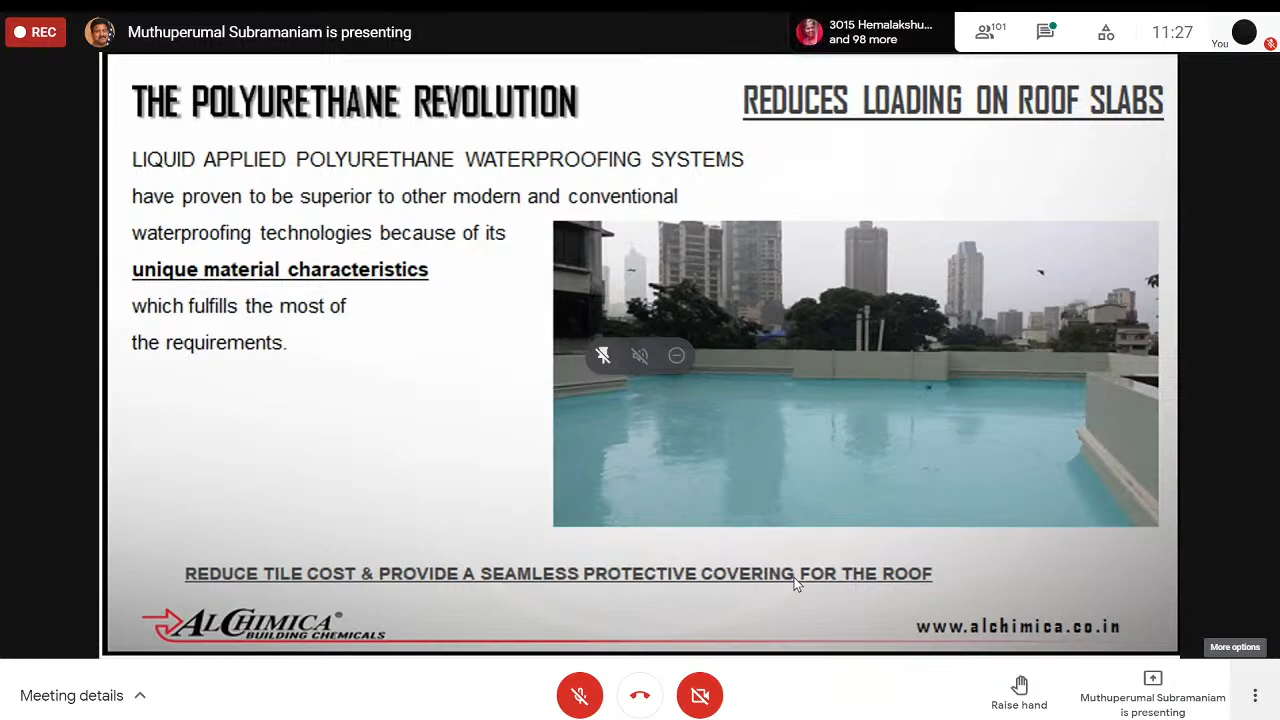 REC
Muthuperumal Subramaniam is presenting
3015 Hemalakshu...
and 98 more
101
11:27
You
THE POLYURETHANE REVOLUTION
REDUCES LOADING ON ROOF SLABS
LIQUID APPLIED POLYURETHANE WATERPROOFING SYSTEMS
have proven to be superior to other modern and conventional
waterproofing technologies because of its
unique material characteristics
which fulfills the most of
the requirements.
REDUCE TILE COST & PROVIDE A SEAMLESS PROTECTIVE COVERING FOR THE ROOF
ALCHIMICA®
BUILDING CHEMICALS
www.alchimica.co.in
More options
Meeting details
Raise hand
Muthuperumal Subramaniam
is presenting